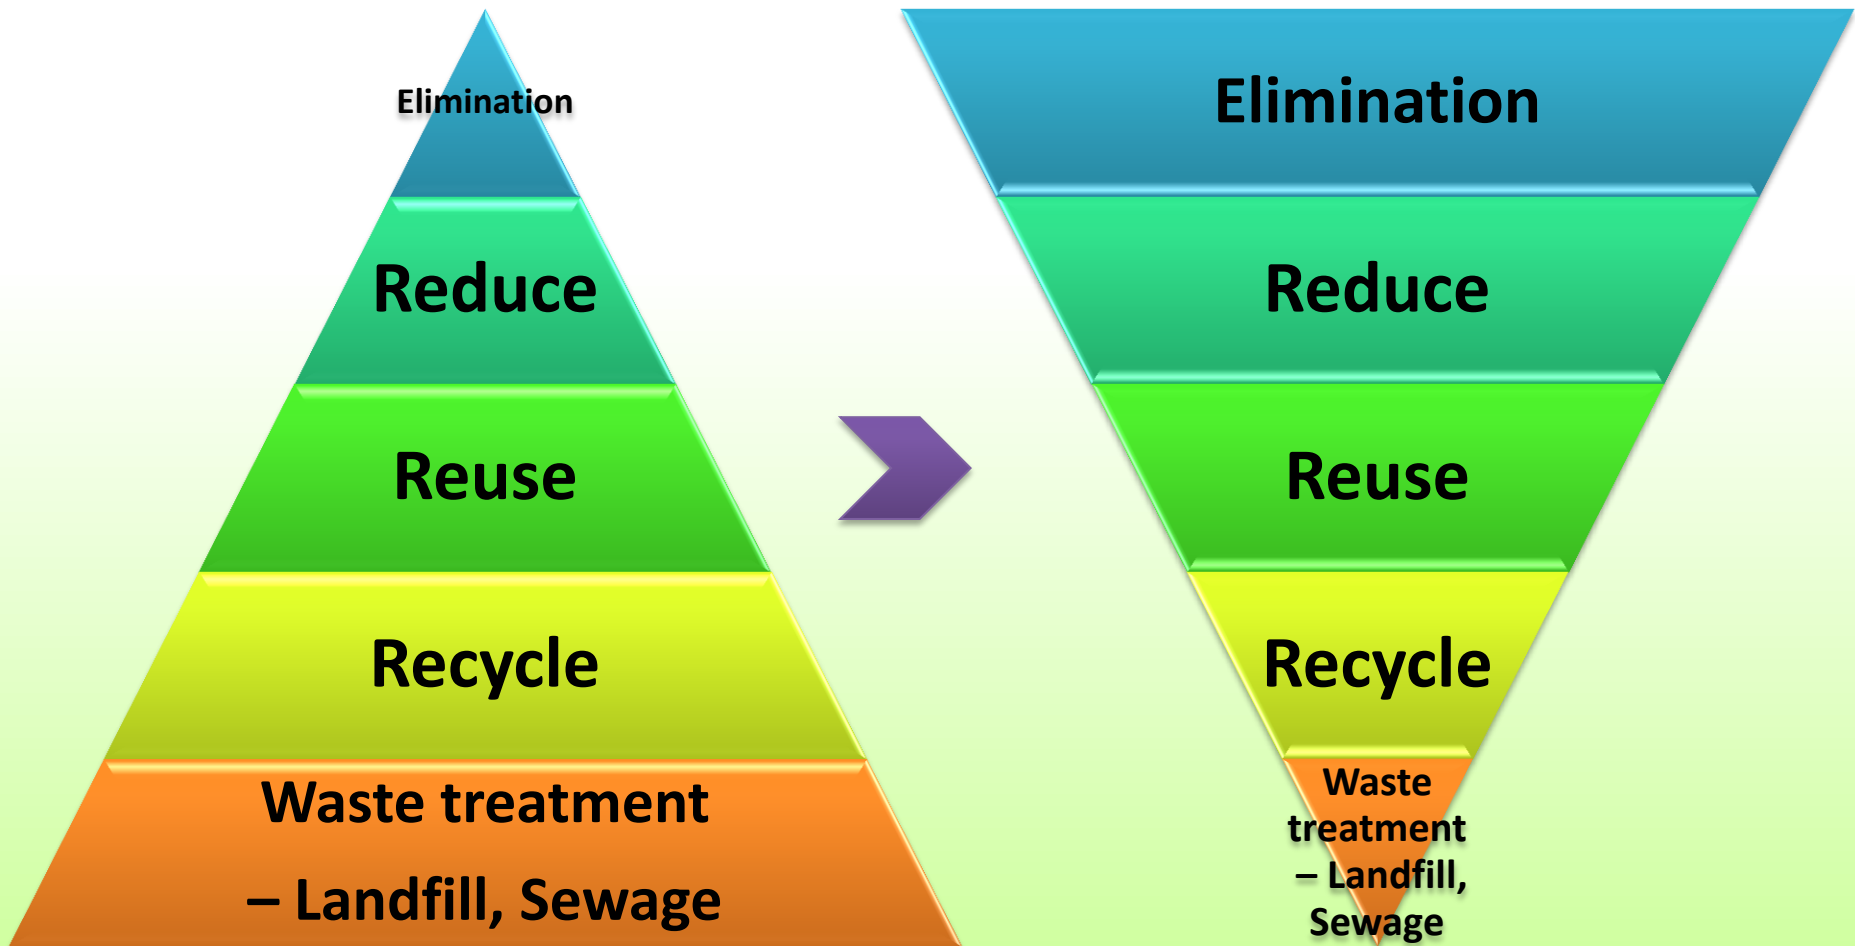 Elimination
Reduce
Reuse
Recycle
Waste treatment
– Landfill, Sewage
Elimination
Reduce
Reuse
Recycle
Waste
treatment
– Landfill,
Sewage